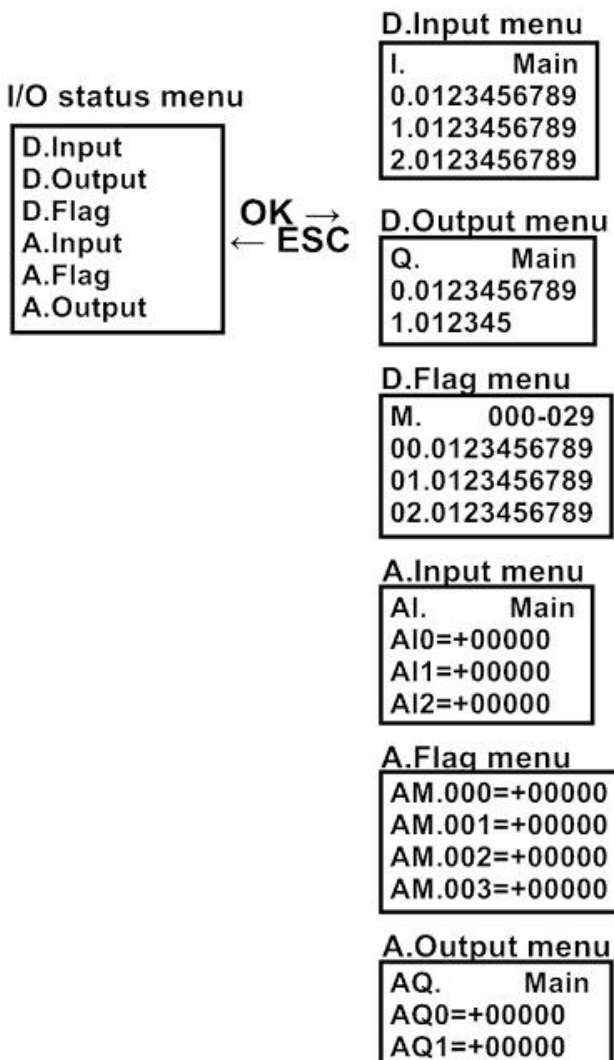 I/O status menu
D.Input
D.Output
D.Flag
A.Input
A.Flag
A.Output
OK →
← ESC
D.Input menu
I. Main
0.0123456789
1.0123456789
2.0123456789
D.Output menu
Q. Main
0.0123456789
1.012345
D.Flag menu
M. 000-029
00.0123456789
01.0123456789
02.0123456789
A.Input menu
AI. Main
AI0=+00000
AI1=+00000
AI2=+00000
A.Flag menu
AM.000=+00000
AM.001=+00000
AM.002=+00000
AM.003=+00000
A.Output menu
AQ. Main
AQ0=+00000
AQ1=+00000